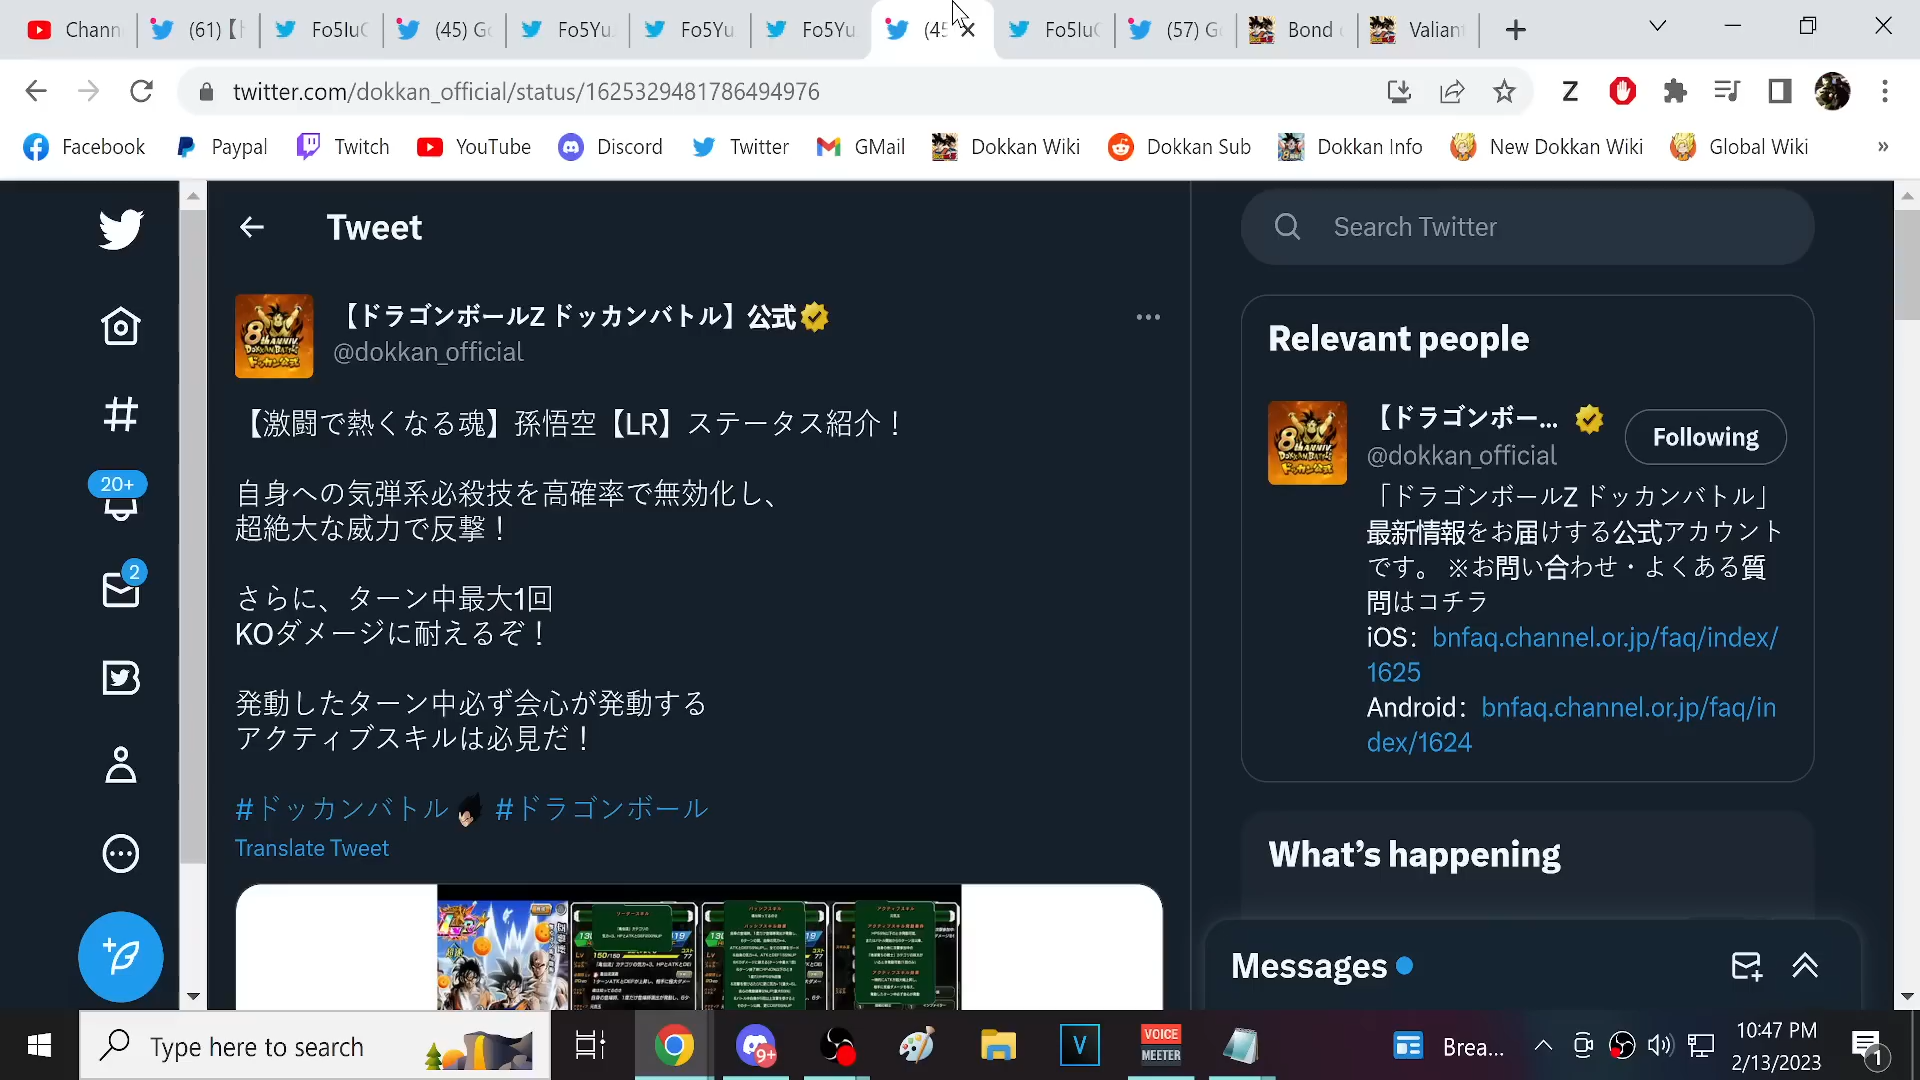 Chann
(61)【ド
Fo5IuC
(45) Gc
Fo5Yu
Fo5Yu
Fo5Yu
(45
Fo5IuC
(57) G
Bond
Valian
twitter.com/dokkan_official/status/1625329481786494976
Z
Facebook
Paypal
Twitch
YouTube
Discord
Twitter
GMail
Dokkan Wiki
Dokkan Sub
Dokkan Info
New Dokkan Wiki
Global Wiki
»
20+
2
Tweet
【ドラゴンボールZ ドッカンバトル】公式
@dokkan_official
【激闘で熱くなる魂】孫悟空【LR】ステータス紹介！
自身への気弾系必殺技を高確率で無効化し、
超絶大な威力で反撃！
さらに、ターン中最大1回
KOダメージに耐えるぞ！
発動したターン中必ず会心が発動する
アクティブスキルは必見だ！
#ドッカンバトル #ドラゴンボール
Translate Tweet
Search Twitter
Relevant people
【ドラゴンボー...
@dokkan_official
Following
「ドラゴンボールZ ドッカンバトル」
最新情報をお届けする公式アカウント
です。 ※お問い合わせ・よくある質
問はコチラ
iOS： bnfaq.channel.or.jp/faq/index/
1625
Android： bnfaq.channel.or.jp/faq/in
dex/1624
What's happening
Messages
Type here to search
9+
V
VOICE
MEETER
Brea...
10:47 PM
2/13/2023
1